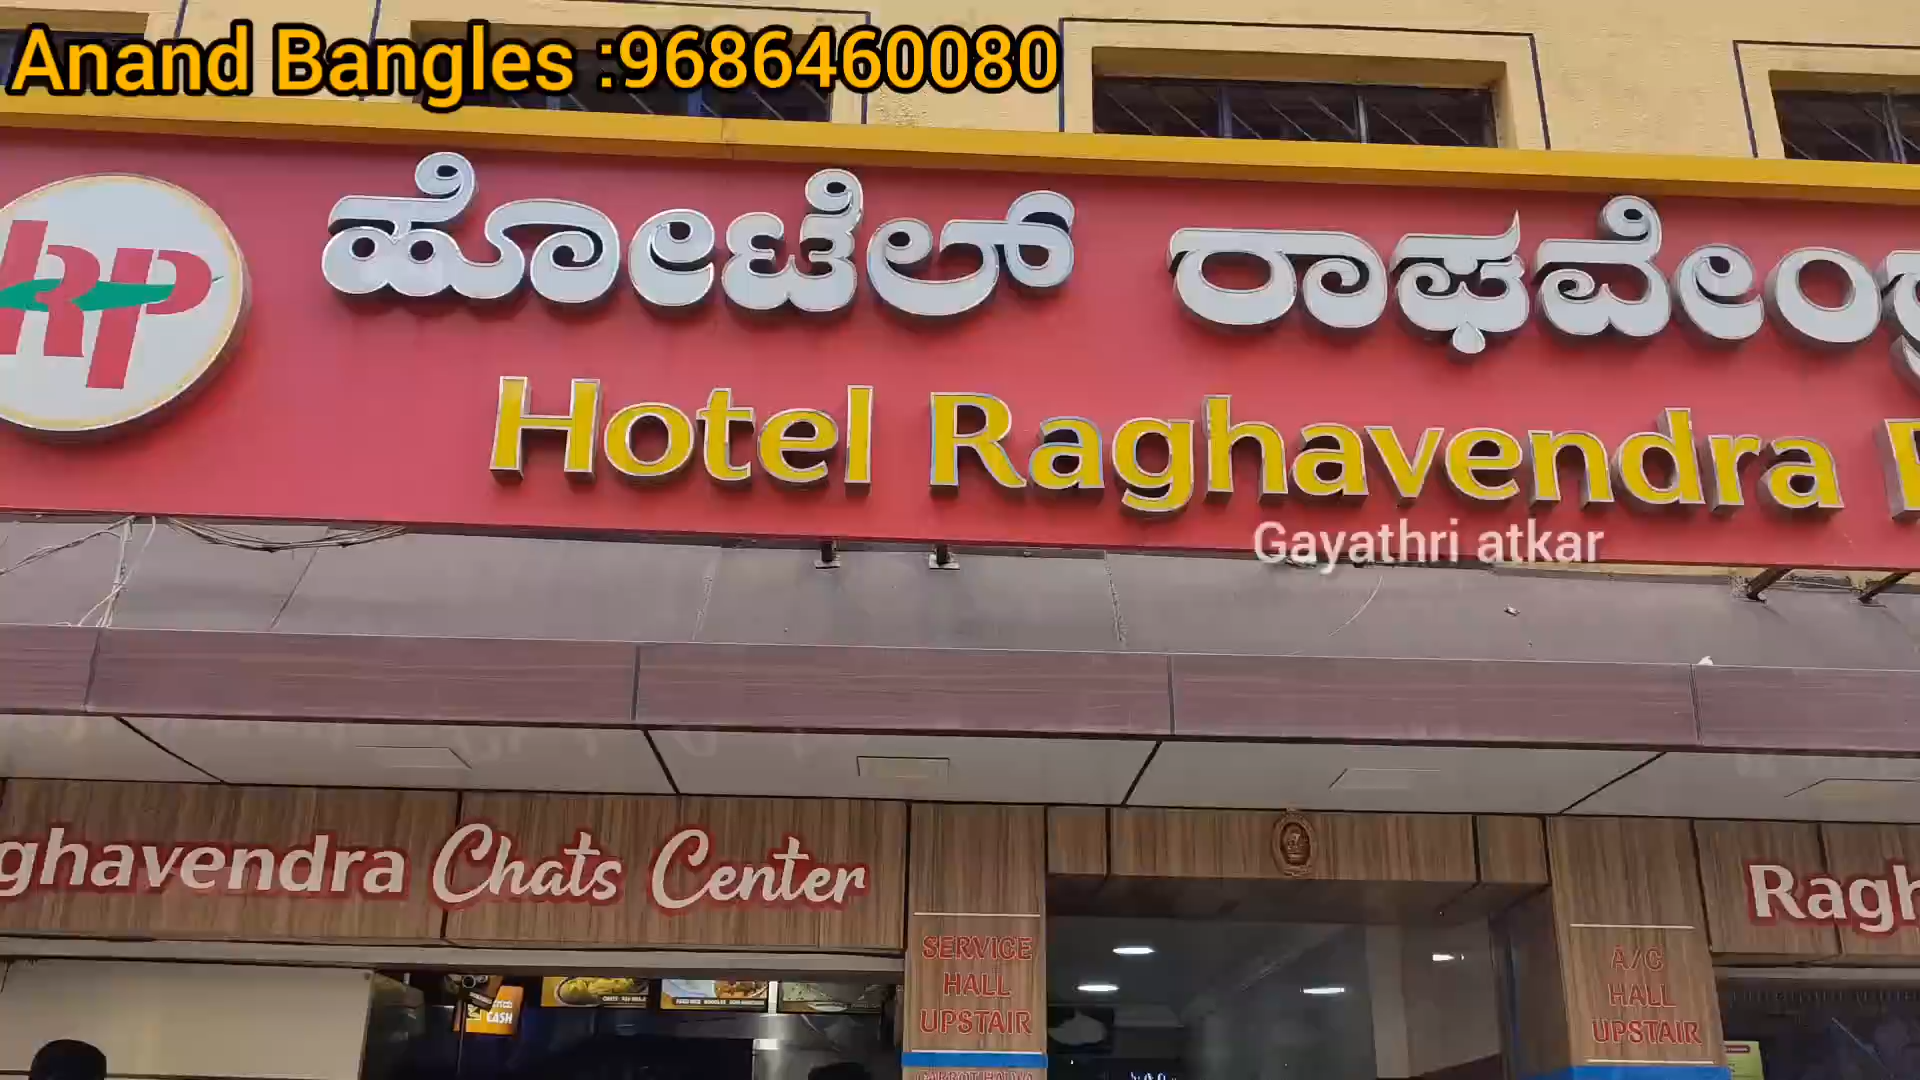 Anand Bangles :9686460080
ಹೋಟೆಲ್ ರಾಘವೇಂದ್ರ
Hotel Raghavendra P
RP
Gayathri atkar
ghavendra Chats Center
Ragh
SERVICE
HALL
UPSTAIR
A/C
HALL
UPSTAIR
CASH